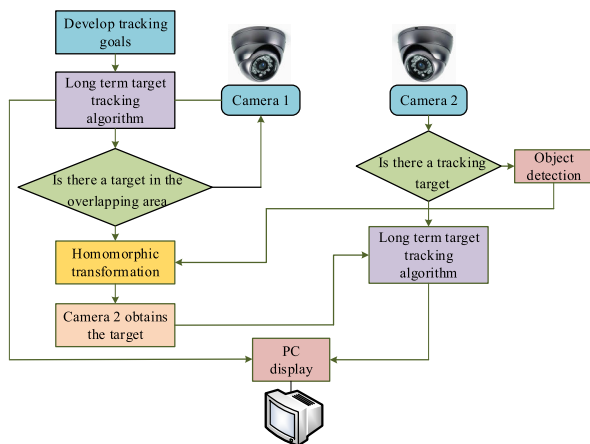 Develop tracking
goals
Long term target
tracking
algorithm
Camera 1
Camera 2
Is there a target in the
overlapping area
Is there a tracking
target
Object
detection
Homomorphic
transformation
Long term target
tracking
algorithm
Camera 2 obtains
the target
PC
display